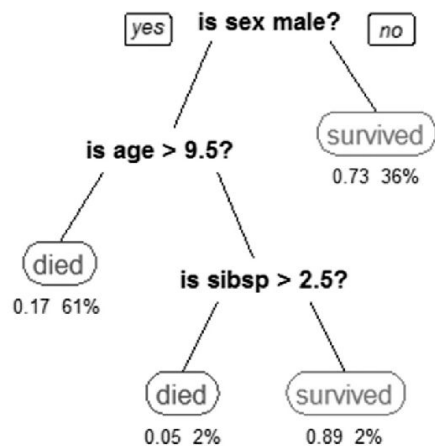 yes is sex male? no
survived
0.73 36%
is age > 9.5?
died
0.17 61%
is sibsp > 2.5?
died survived
0.05 2% 0.89 2%